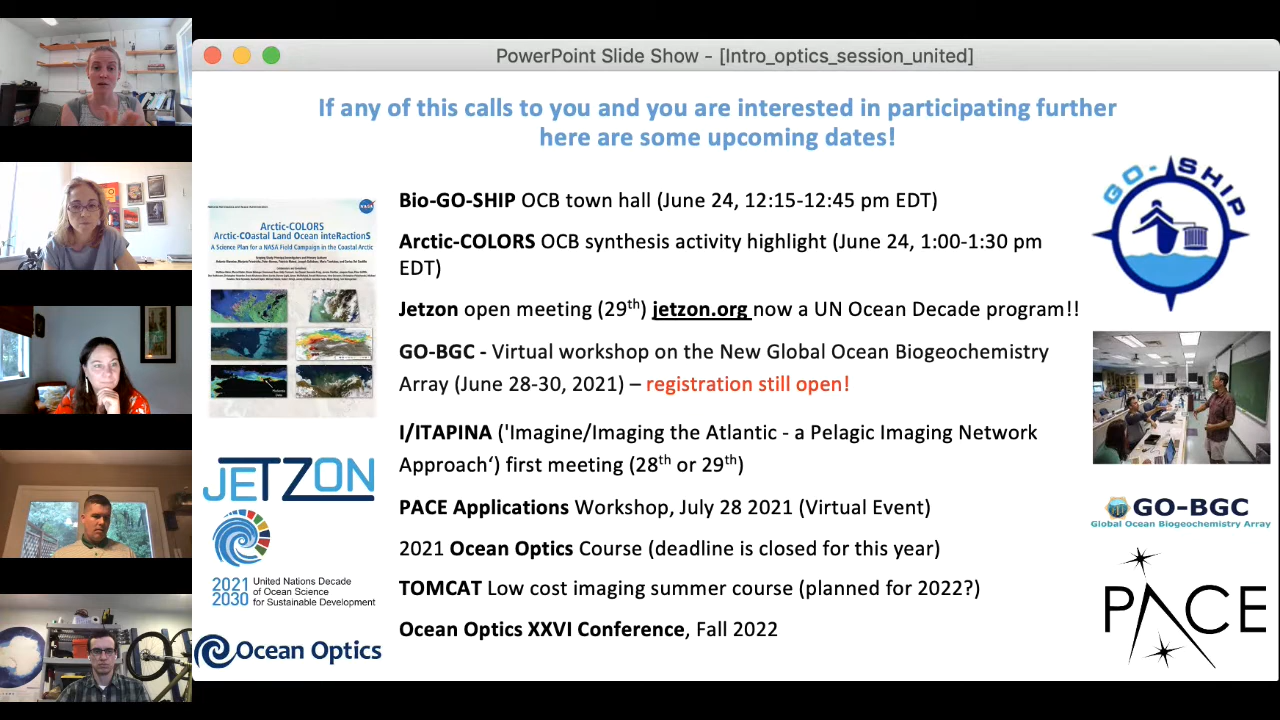 PowerPoint Slide Show - [Intro_optics_session_united]
If any of this calls to you and you are interested in participating further
here are some upcoming dates!
Bio-GO-SHIP OCB town hall (June 24, 12:15-12:45 pm EDT)
Arctic-COLORS OCB synthesis activity highlight (June 24, 1:00-1:30 pm
EDT)
Jetzon open meeting (29th) jetzon.org now a UN Ocean Decade program!!
GO-BGC - Virtual workshop on the New Global Ocean Biogeochemistry
Array (June 28-30, 2021) – registration still open!
I/ITAPINA ('Imagine/Imaging the Atlantic - a Pelagic Imaging Network
Approach‘) first meeting (28th or 29th)
PACE Applications Workshop, July 28 2021 (Virtual Event)
2021 Ocean Optics Course (deadline is closed for this year)
TOMCAT Low cost imaging summer course (planned for 2022?)
Ocean Optics XXVI Conference, Fall 2022
Arctic-COLORS
Arctic-COastal Land Ocean inteRactionS
A Science Plan for a NASA Field Campaign in the Coastal Arctic
JETZON
2021
2030
United Nations Decade
of Ocean Science
for Sustainable Development
Ocean Optics
GO-SHIP
GO-BGC
Global Ocean Biogeochemistry Array
PACE